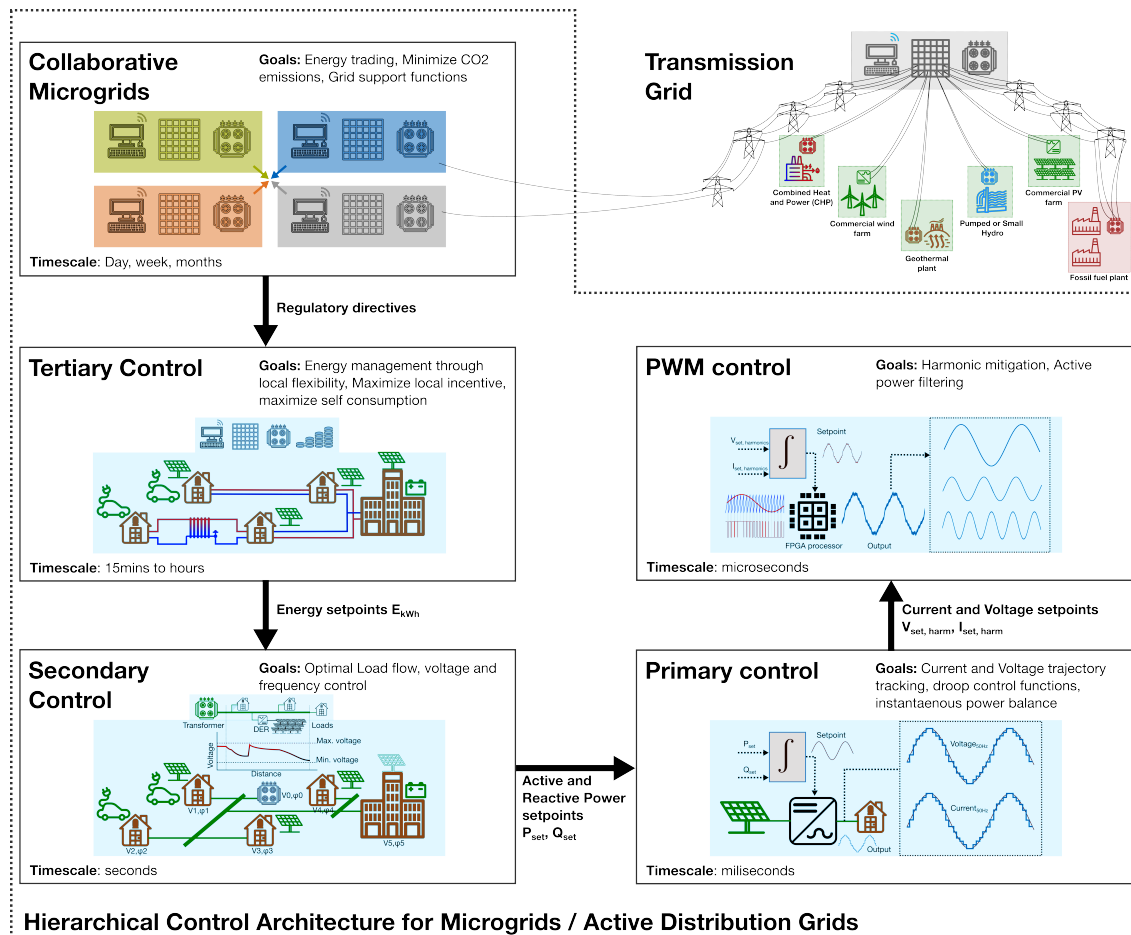 Collaborative
Microgrids
Goals: Energy trading, Minimize CO2
emissions, Grid support functions
Timescale: Day, week, months
Transmission
Grid
Combined Heat
and Power (CHP)
Commercial wind
farm
Geothermal
plant
Pumped or Small
Hydro
Commercial PV
farm
Fossil fuel plant
Regulatory directives
Tertiary Control
Goals: Energy management through
local flexibility, Maximize local incentive,
maximize self consumption
Timescale: 15mins to hours
Energy setpoints EkWh
Secondary
Control
Goals: Optimal Load flow, voltage and
frequency control
Transformer
DER
Loads
Voltage
Max. voltage
Min. voltage
Distance
V1,φ1
V0,φ0
V4,φ4
V2,φ2
V3,φ3
V5,φ5
Timescale: seconds
Active and
Reactive Power
setpoints
Pset, Qset
Primary control
Goals: Current and Voltage trajectory
tracking, droop control functions,
instantaenous power balance
Pset
Qset
∫
Setpoint
Voltage50Hz
Current50Hz
Output
Timescale: miliseconds
Current and Voltage setpoints
Vset, harm, Iset, harm
PWM control
Goals: Harmonic mitigation, Active
power filtering
Vset, harmonics
Iset, harmonics
∫
Setpoint
FPGA processor
Output
Timescale: microseconds
Hierarchical Control Architecture for Microgrids / Active Distribution Grids